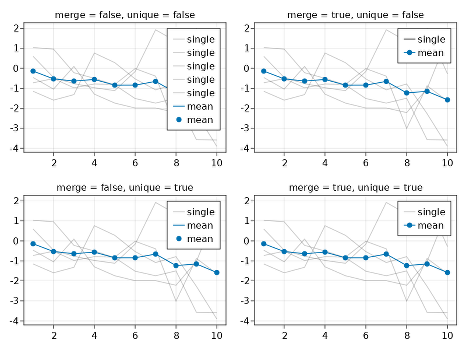 merge = false, unique = false
2
1
0
-1
-2
-3
-4
2
4
6
8
10
single
single
single
single
single
mean
mean
merge = true, unique = false
2
1
0
-1
-2
-3
-4
2
4
6
8
10
single
mean
merge = false, unique = true
2
1
0
-1
-2
-3
-4
2
4
6
8
10
single
mean
mean
merge = true, unique = true
2
1
0
-1
-2
-3
-4
2
4
6
8
10
single
mean